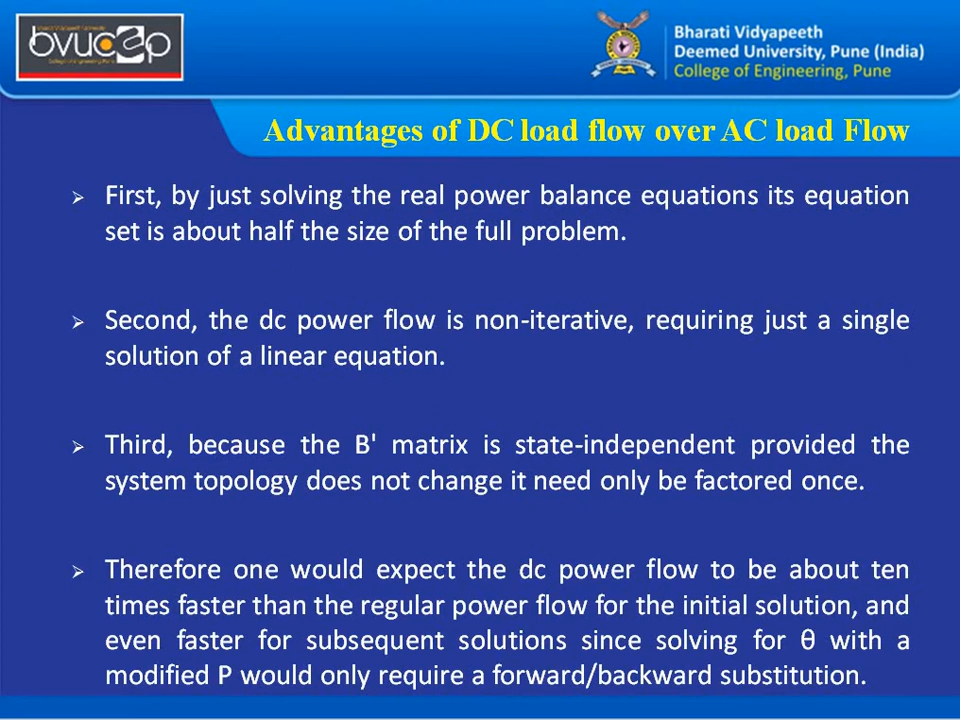 bvucoep
College of Engineering, Pune
Bharati Vidyapeeth
Deemed University, Pune (India)
College of Engineering, Pune
Advantages of DC load flow over AC load Flow
➢ First, by just solving the real power balance equations its equation
set is about half the size of the full problem.
➢ Second, the dc power flow is non-iterative, requiring just a single
solution of a linear equation.
➢ Third, because the B' matrix is state-independent provided the
system topology does not change it need only be factored once.
➢ Therefore one would expect the dc power flow to be about ten
times faster than the regular power flow for the initial solution, and
even faster for subsequent solutions since solving for θ with a
modified P would only require a forward/backward substitution.